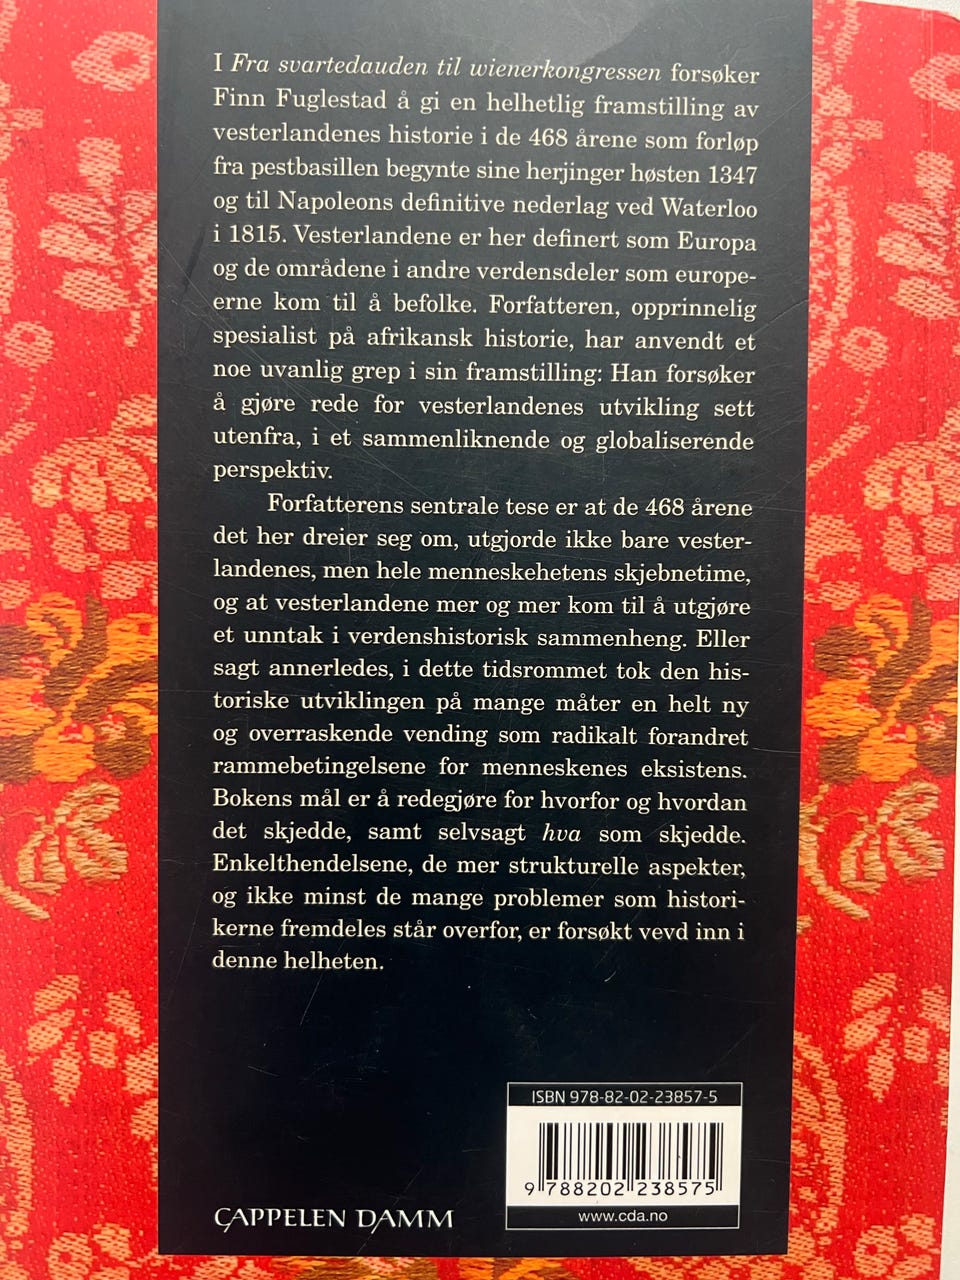 I Fra svartedauden til wienerkongressen forsøker
Finn Fuglestad å gi en helhetlig framstilling av
vesterlandenes historie i de 468 årene som forløp
fra pestbasillen begynte sine herjinger høsten 1347
og til Napoleons definitive nederlag ved Waterloo
i 1815. Vesterlandene er her definert som Europa
og de områdene i andre verdensdeler som europe-
erne kom til å befolke. Forfatteren, opprinnelig
spesialist på afrikansk historie, har anvendt et
noe uvanlig grep i sin framstilling: Han forsøker
å gjøre rede for vesterlandenes utvikling sett
utenfra, i et sammenliknende og globaliserende
perspektiv.
Forfatterens sentrale tese er at de 468 årene
det her dreier seg om, utgjorde ikke bare vester-
landenes, men hele menneskehetens skjebnetime,
og at vesterlandene mer og mer kom til å utgjøre
et unntak i verdenshistorisk sammenheng. Eller
sagt annerledes, i dette tidsrommet tok den his-
toriske utviklingen på mange måter en helt ny
og overraskende vending som radikalt forandret
rammebetingelsene for menneskenes eksistens.
Bokens mål er å redegjøre for hvorfor og hvordan
det skjedde, samt selvsagt hva som skjedde.
Enkelthendelsene, de mer strukturelle aspekter,
og ikke minst de mange problemer som histori-
kerne fremdeles står overfor, er forsøkt vevd inn i
denne helheten.
ISBN 978-82-02-23857-5
9 788202 238575
www.cda.no
CAPPELEN DAMM